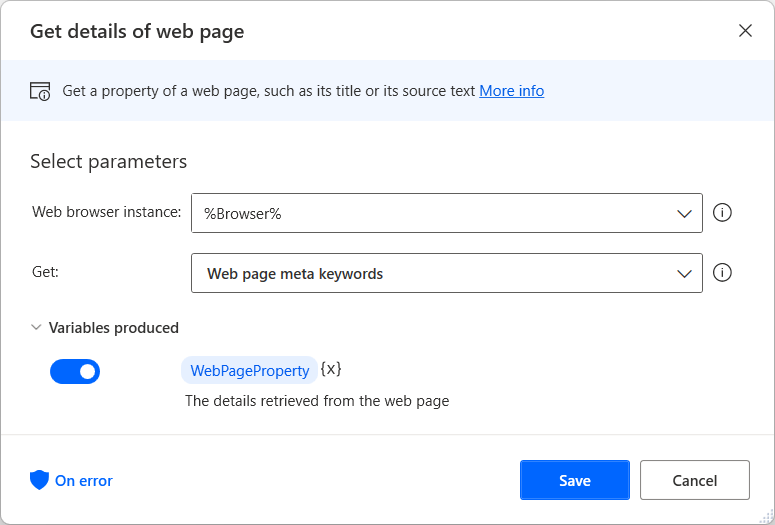 Get details of web page
Get a property of a web page, such as its title or its source text More info
Select parameters
Web browser instance: %Browser%
Get: Web page meta keywords
Variables produced
WebPageProperty {x}
The details retrieved from the web page
On error Save Cancel